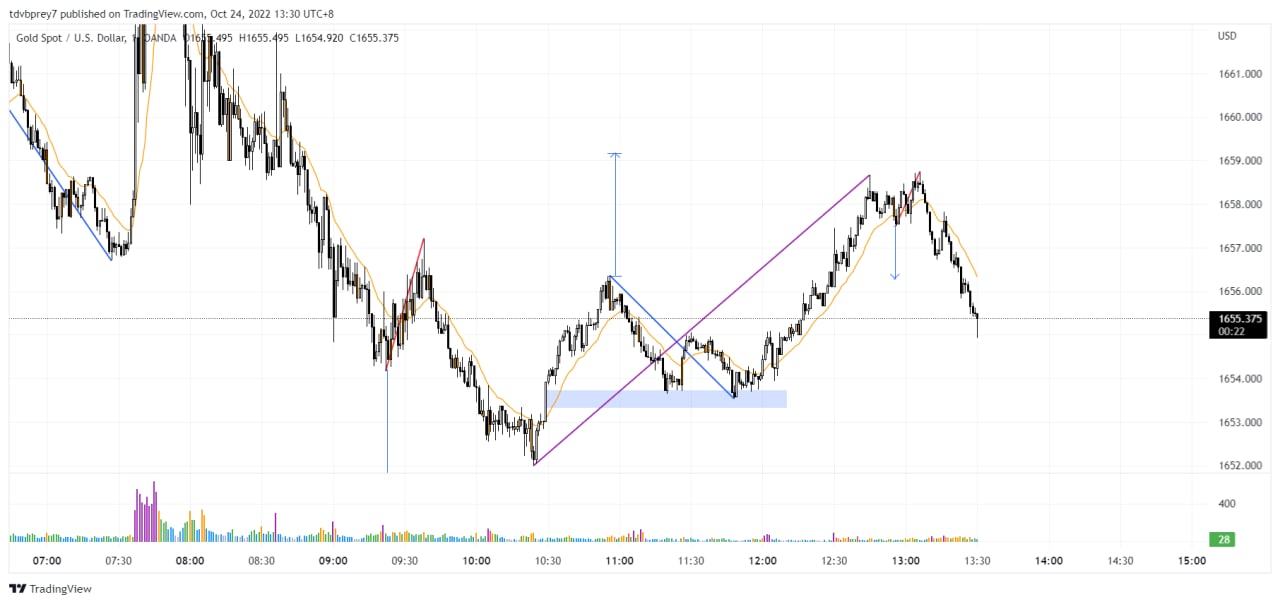 tdvbprey7 published on TradingView.com, Oct 24, 2022 13:30 UTC+8
Gold Spot / U.S. Dollar, 1, OANDA O1655.495 H1655.495 L1654.920 C1655.375
USD
1661.000
1660.000
1659.000
1658.000
1657.000
1656.000
1655.375
00:22
1654.000
1653.000
1652.000
400
28
07:00 07:30 08:00 08:30 09:00 09:30 10:00 10:30 11:00 11:30 12:00 12:30 13:00 13:30 14:00 14:30 15:00
TradingView